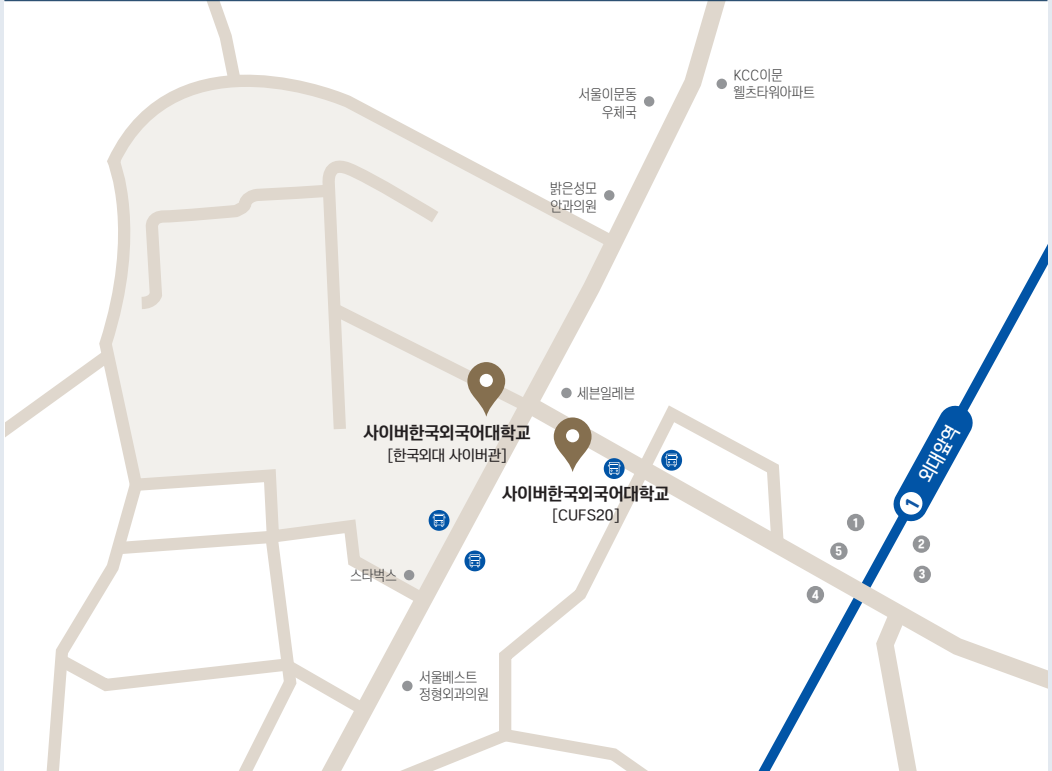 KCC이문
웰츠타워아파트
서울이문동
우체국
밝은성모
안과의원
세븐일레븐
사이버한국외국어대학교
[한국외대 사이버관]
사이버한국외국어대학교
[CUFS20]
외대앞역
1
1
5
2
3
4
스타벅스
서울베스트
정형외과의원